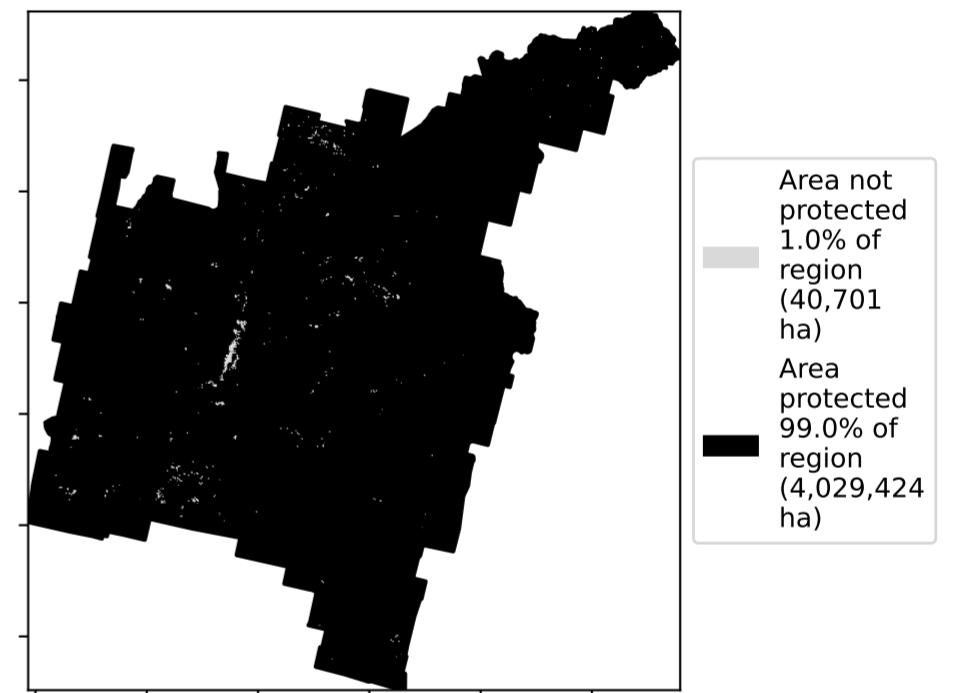 Area not
protected
1.0% of
region
(40,701
ha)
Area
protected
99.0% of
region
(4,029,424
ha)